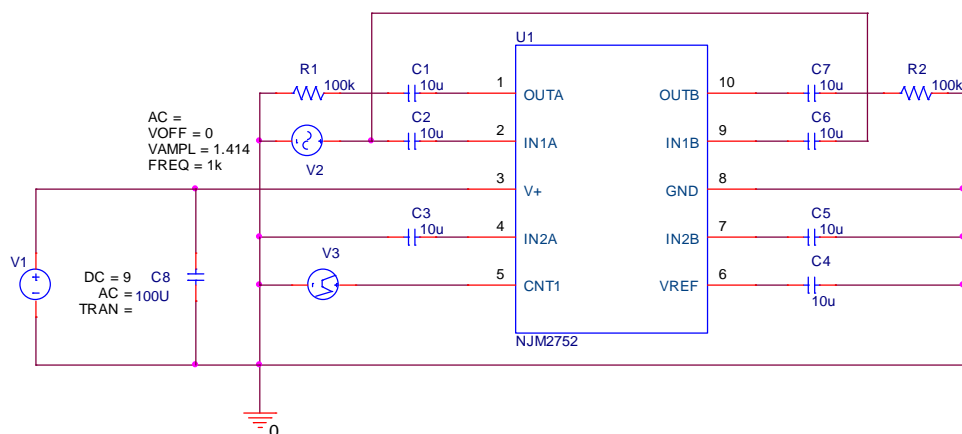 U1
R1
100k
C1
10u
1
OUTA
OUTB
10
C7
10u
R2
100k
AC =
VOFF = 0
VAMPL = 1.414
FREQ = 1k
V2
C2
10u
2
IN1A
IN1B
9
C6
10u
3
V+
GND
8
C3
10u
4
IN2A
IN2B
7
C5
10u
V1
DC = 9
AC =
TRAN =
C8
100U
V3
5
CNT1
VREF
6
C4
10u
NJM2752
0